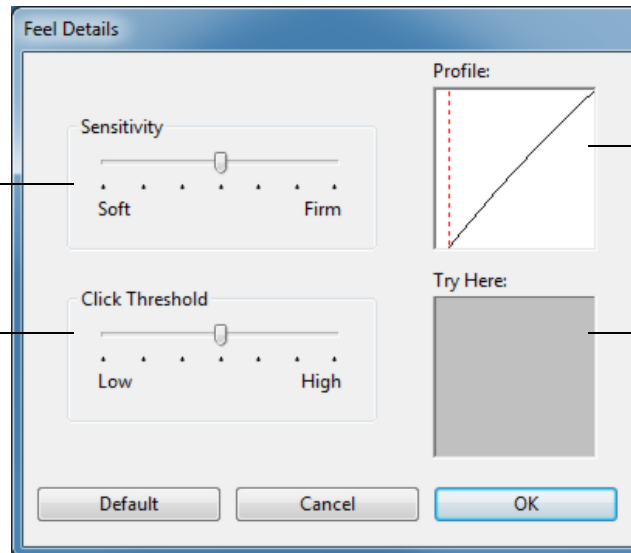 Feel Details
Profile:
Sensitivity
Soft Firm
Try Here:
Click Threshold
Low High
Default Cancel OK